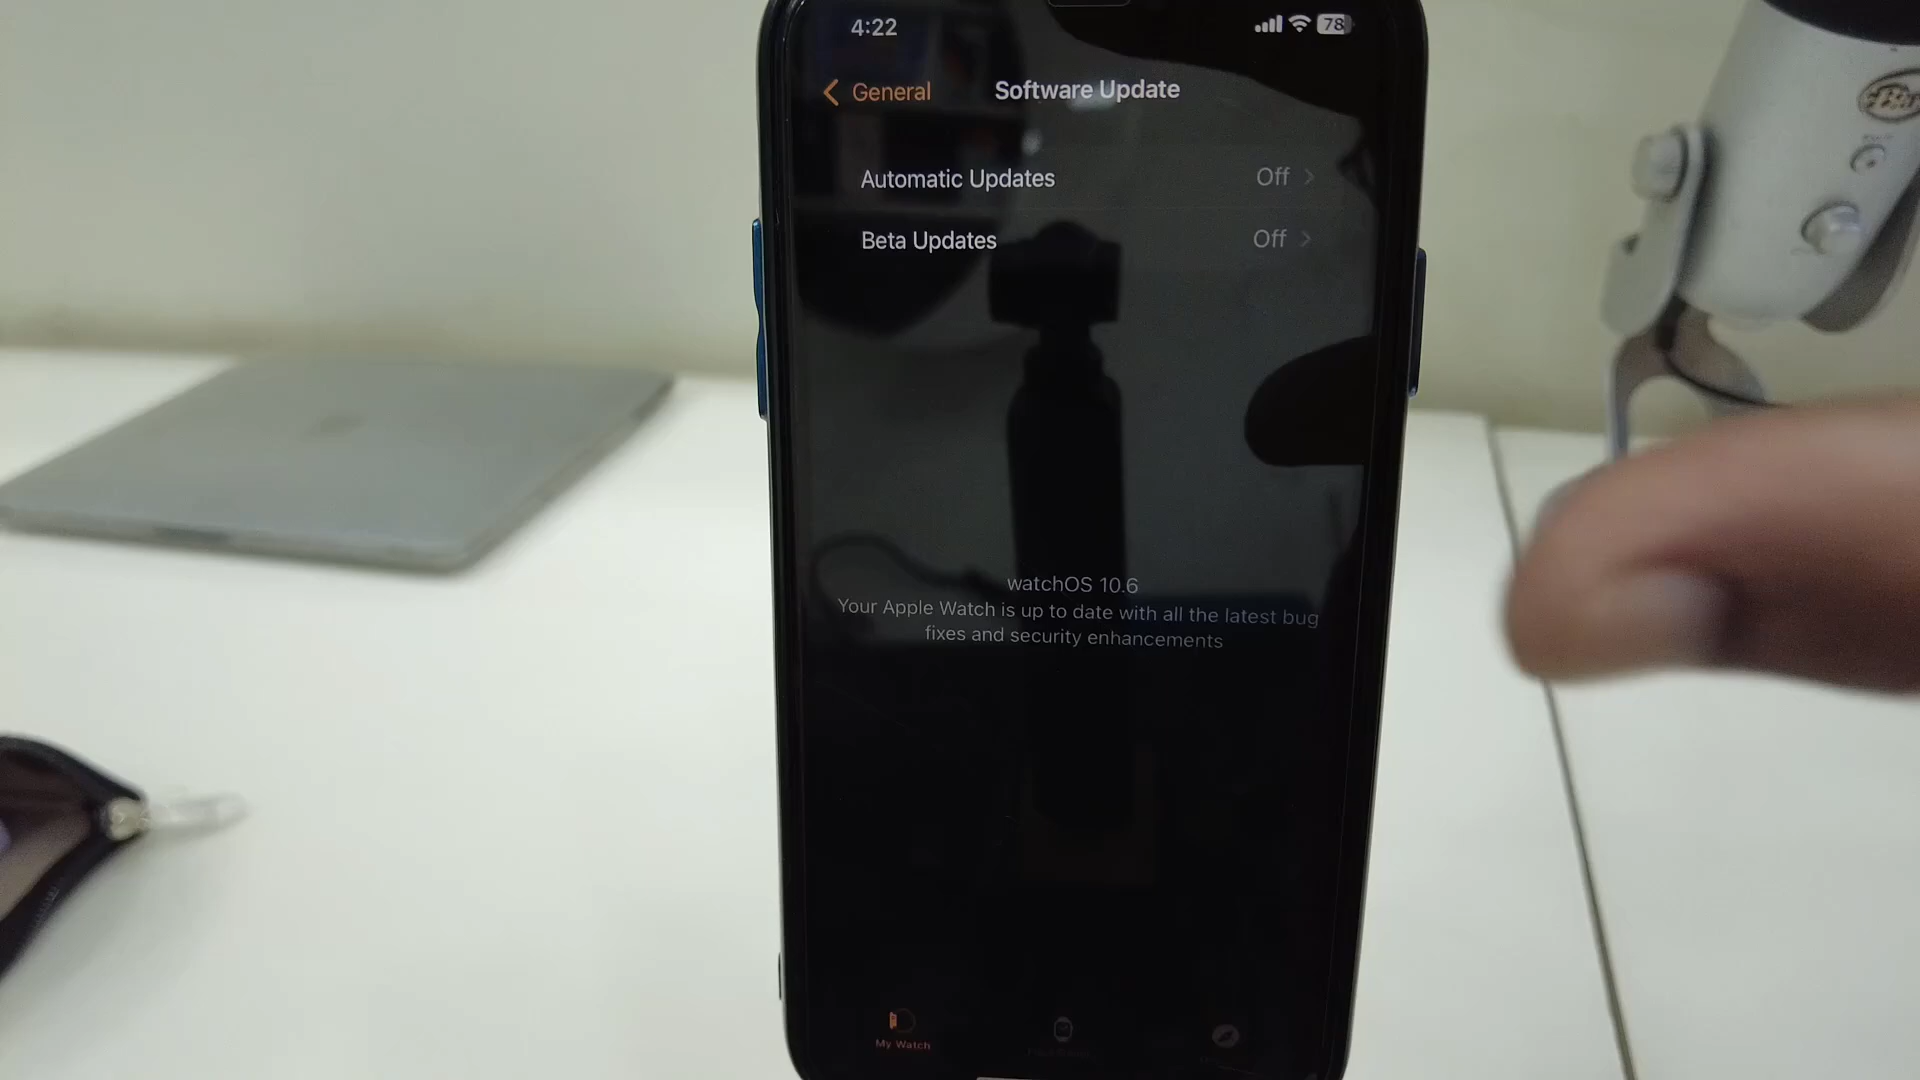 4:22
78
General
Software Update
Automatic Updates Off
Beta Updates Off
watchOS 10.6
Your Apple Watch is up to date with all the latest bug
fixes and security enhancements
My Watch